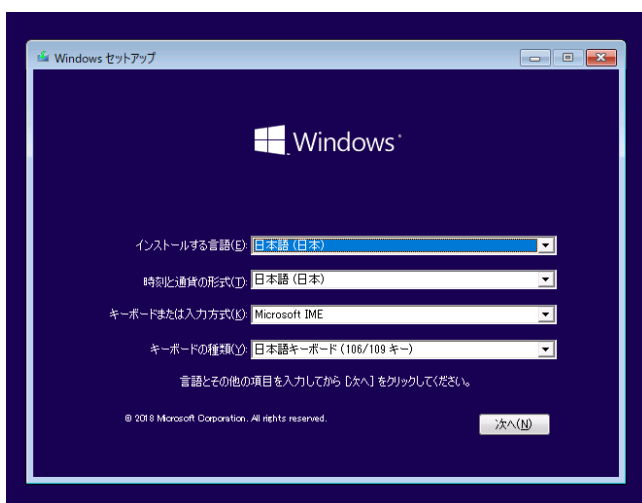 Windows セットアップ
Windows
インストールする言語(E): 日本語 (日本)
時刻と通貨の形式(T): 日本語 (日本)
キーボードまたは入力方式(K): Microsoft IME
キーボードの種類(Y): 日本語キーボード (106/109 キー)
言語とその他の項目を入力してから [次へ] をクリックしてください。
© 2018 Microsoft Corporation. All rights reserved.
次へ(N)